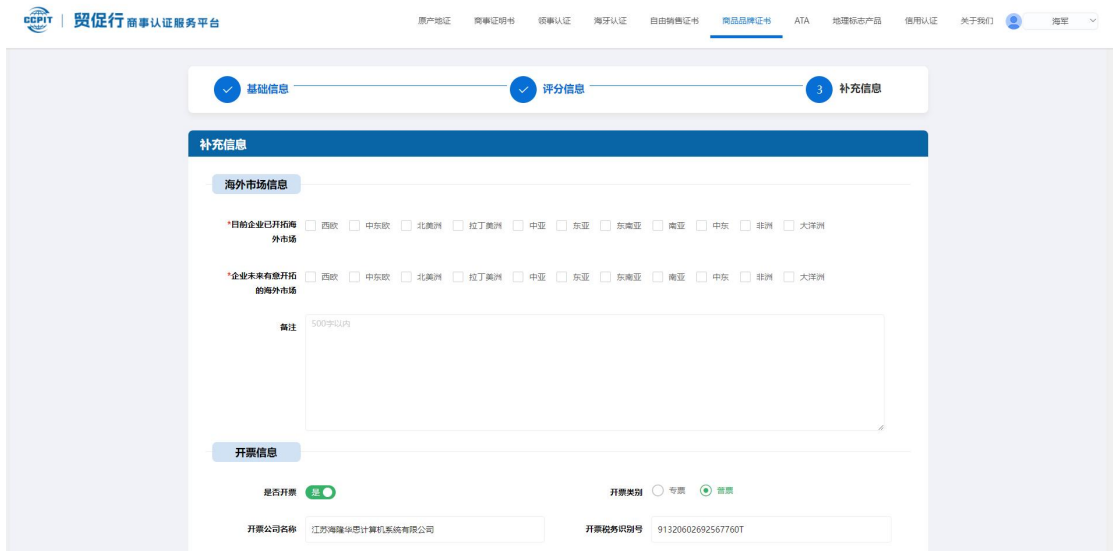 CCPIT 贸促行 商事认证服务平台 原产地证 商事证明书 领事认证 海牙认证 自由销售证书 商品品牌证书 ATA 地理标志产品 信用认证 关于我们 海军
基础信息 评分信息 3 补充信息
补充信息
海外市场信息
*目前企业已开拓海外市场 西欧 中东欧 北美洲 拉丁美洲 中亚 东亚 东南亚 南亚 中东 非洲 大洋洲
*企业未来有意开拓的海外市场 西欧 中东欧 北美洲 拉丁美洲 中亚 东亚 东南亚 南亚 中东 非洲 大洋洲
备注 500字以内
开票信息
是否开票 是 开票类别 专票 普票
开票公司名称 江苏海隆华思计算机系统有限公司 开票税务识别号 91320602692567760T